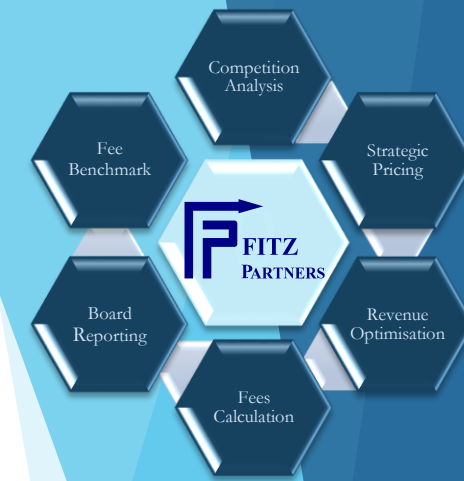 Competition
Analysis
Fee
Benchmark
Strategic
Pricing
FITZ
PARTNERS
Board
Reporting
Revenue
Optimisation
Fees
Calculation